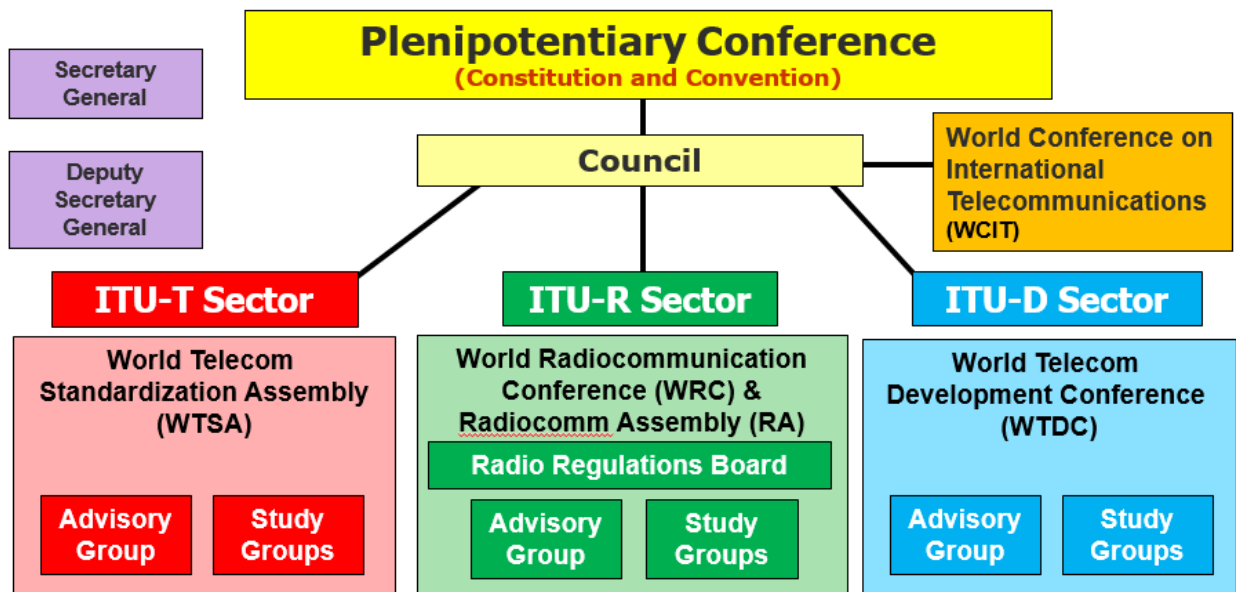 Plenipotentiary Conference
(Constitution and Convention)
Secretary
General
Deputy
Secretary
General
Council
World Conference on
International
Telecommunications
(WCIT)
ITU-T Sector
World Telecom
Standardization Assembly
(WTSA)
Advisory
Group
Study
Groups
ITU-R Sector
World Radiocommunication
Conference (WRC) &
Radiocomm Assembly (RA)
Radio Regulations Board
Advisory
Group
Study
Groups
ITU-D Sector
World Telecom
Development Conference
(WTDC)
Advisory
Group
Study
Groups